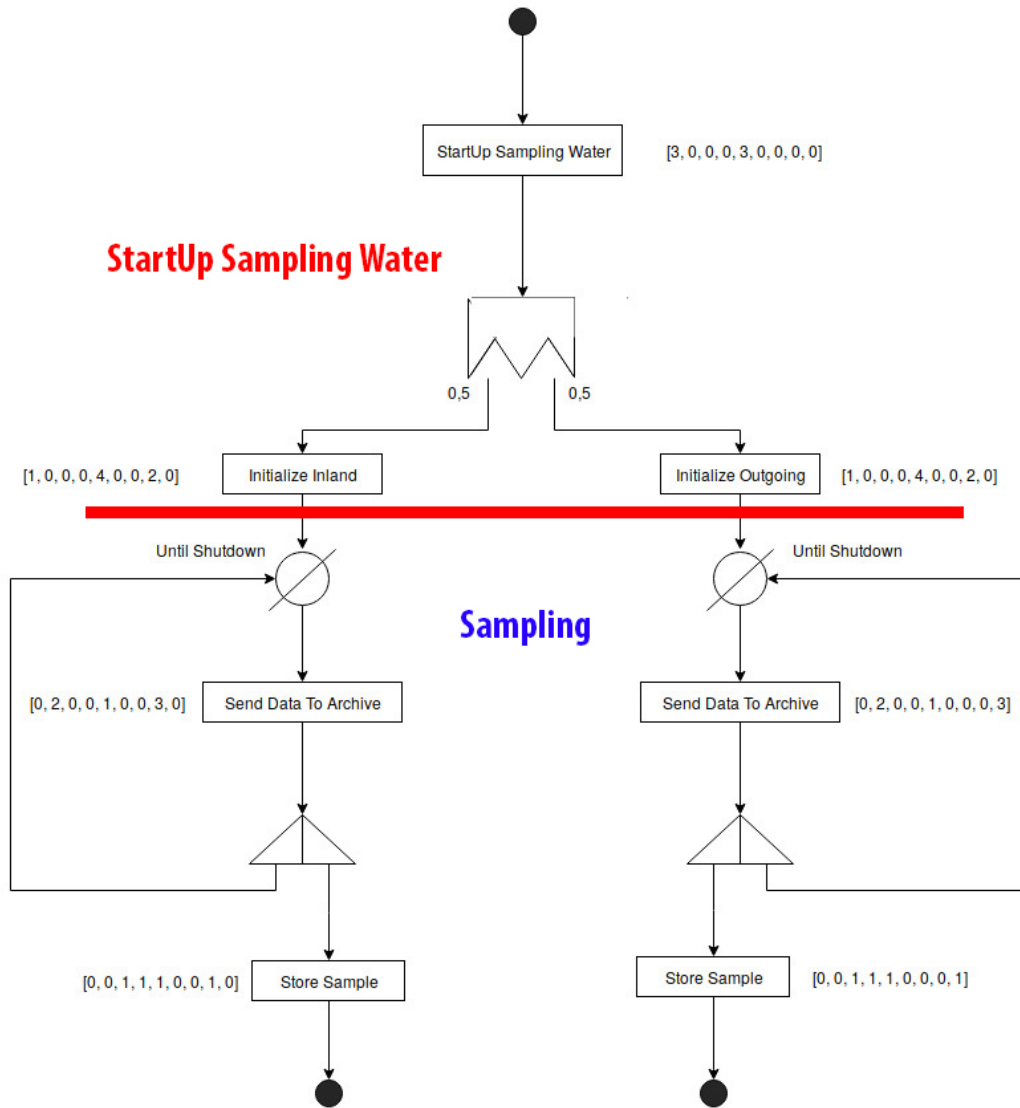 StartUp Sampling Water
[3, 0, 0, 0, 3, 0, 0, 0, 0]
StartUp Sampling Water
0,5
0,5
[1, 0, 0, 0, 4, 0, 0, 2, 0]
Initialize Inland
Initialize Outgoing
[1, 0, 0, 0, 4, 0, 0, 2, 0]
Until Shutdown
Until Shutdown
Sampling
[0, 2, 0, 0, 1, 0, 0, 3, 0]
Send Data To Archive
Send Data To Archive
[0, 2, 0, 0, 1, 0, 0, 0, 3]
[0, 0, 1, 1, 1, 0, 0, 1, 0]
Store Sample
Store Sample
[0, 0, 1, 1, 1, 0, 0, 0, 1]